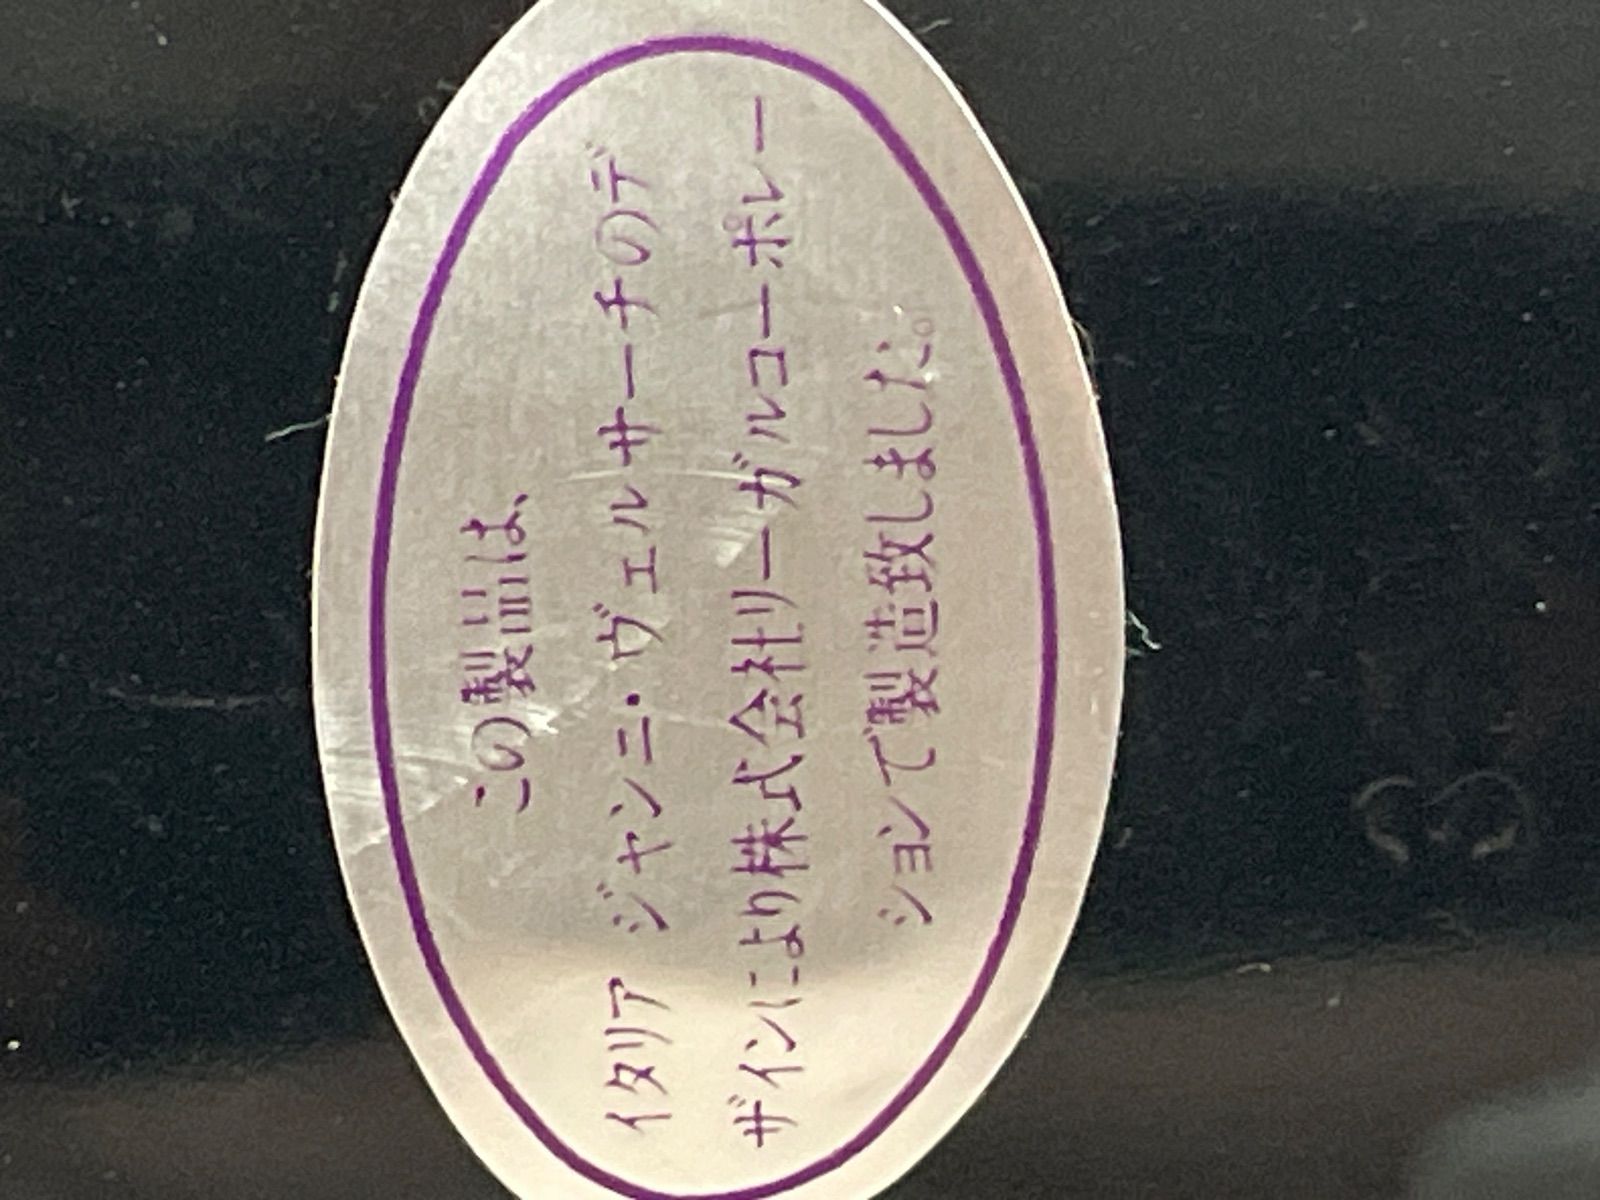 この製品は、
イタリア ジャンニ・ヴェルサーチのデ
ザインにより株式会社リーガルコーポレー
ションで製造致しました。